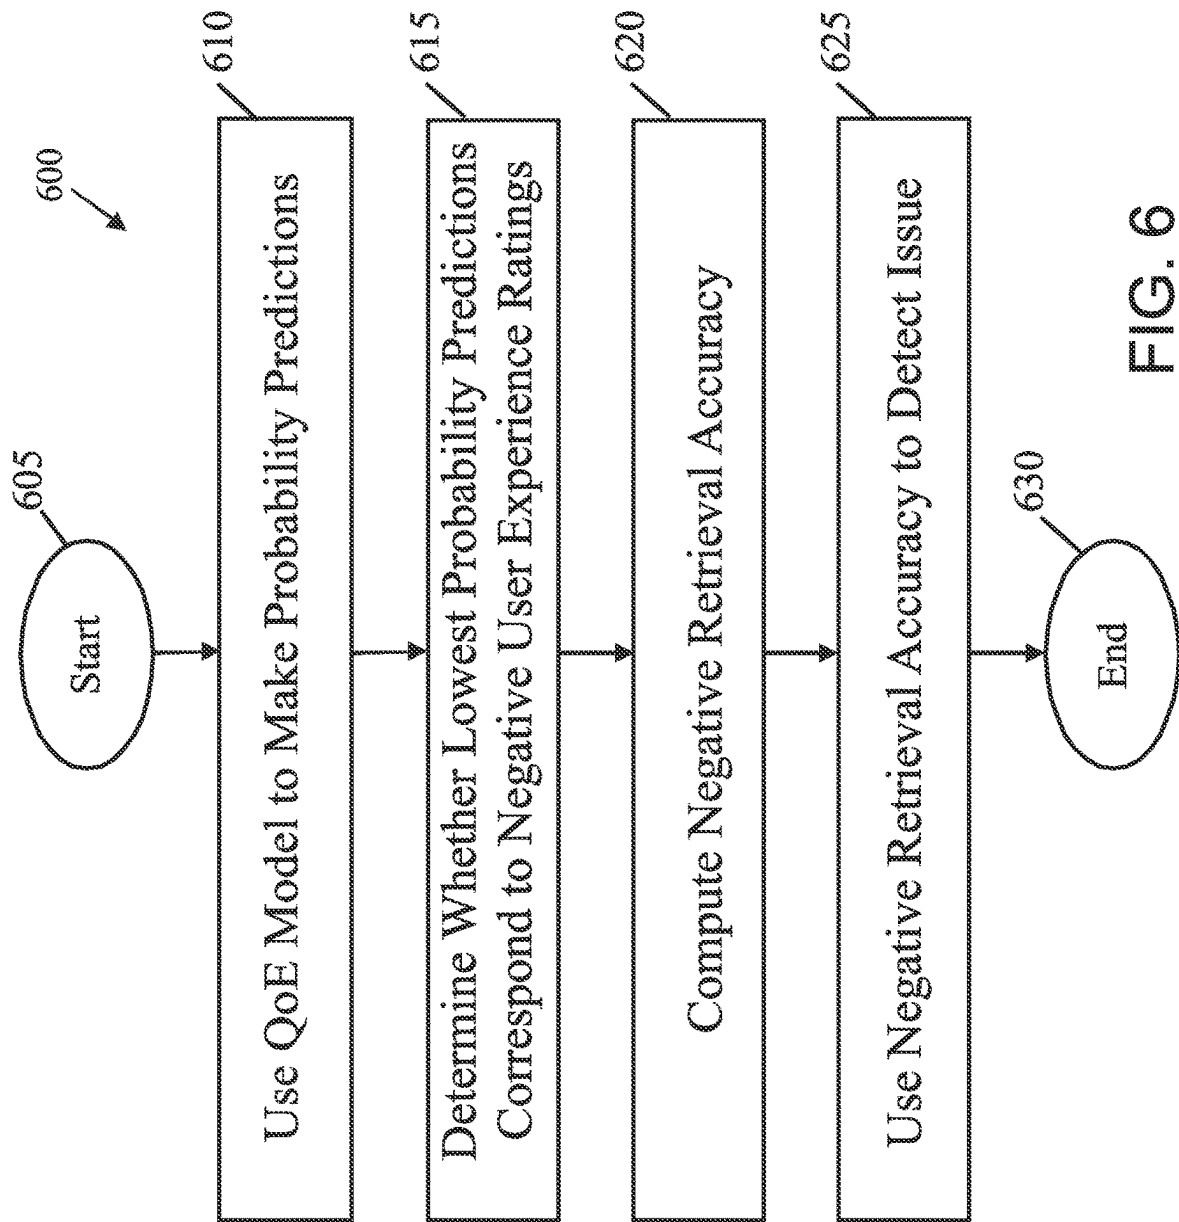 600
605
Start
610
Use QoE Model to Make Probability Predictions
615
Determine Whether Lowest Probability Predictions
Correspond to Negative User Experience Ratings
620
Compute Negative Retrieval Accuracy
625
Use Negative Retrieval Accuracy to Detect Issue
630
End
FIG. 6